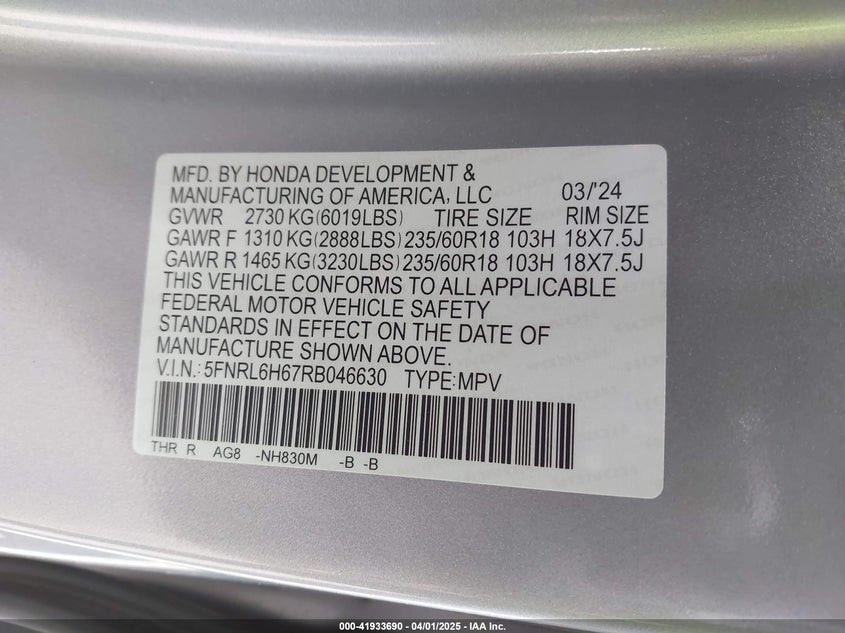 MFD. BY HONDA DEVELOPMENT &
MANUFACTURING OF AMERICA, LLC 03/'24
GVWR 2730 KG(6019LBS) TIRE SIZE RIM SIZE
GAWR F 1310 KG(2888LBS) 235/60R18 103H 18X7.5J
GAWR R 1465 KG(3230LBS) 235/60R18 103H 18X7.5J
THIS VEHICLE CONFORMS TO ALL APPLICABLE
FEDERAL MOTOR VEHICLE SAFETY
STANDARDS IN EFFECT ON THE DATE OF
MANUFACTURE SHOWN ABOVE.
V.I.N.: 5FNRL6H67RB046630 TYPE:MPV
THR R AG8 -NH830M -B -B
000-41933690 - 04/01/2025 - IAA Inc.